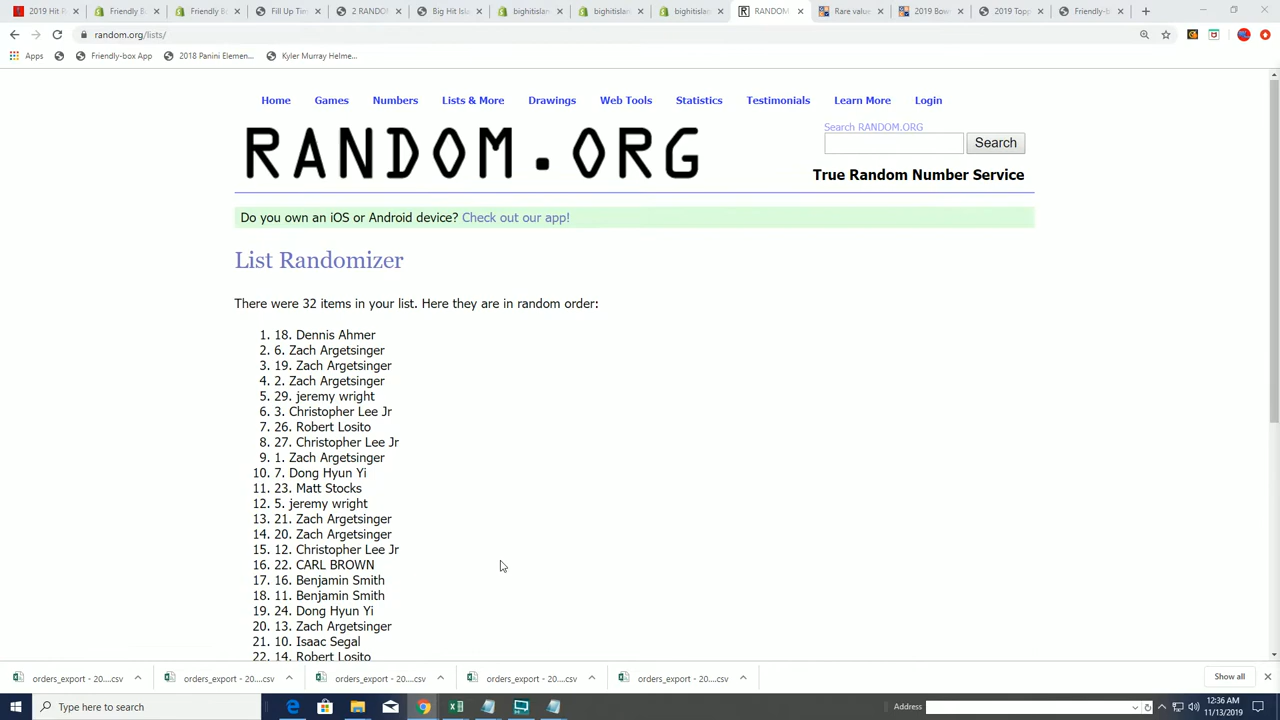 2019 Hit P
Friendly B
Friendly B
Fill Up Tim
2 RANDO
Big Hit Isl
bighitislan
bighitislan
bighitislan
RANDOM
Rare value
2019 Bow
2019 Topp
Friendly-b
random.org/lists/
Apps
Friendly-box App
2018 Panini Elemen...
Kyler Murray Helme...
Home Games Numbers Lists & More Drawings Web Tools Statistics Testimonials Learn More Login
RANDOM.ORG
Search RANDOM.ORG
Search
True Random Number Service
Do you own an iOS or Android device? Check out our app!
List Randomizer
There were 32 items in your list. Here they are in random order:
1. 18. Dennis Ahmer
2. 6. Zach Argetsinger
3. 19. Zach Argetsinger
4. 2. Zach Argetsinger
5. 29. jeremy wright
6. 3. Christopher Lee Jr
7. 26. Robert Losito
8. 27. Christopher Lee Jr
9. 1. Zach Argetsinger
10. 7. Dong Hyun Yi
11. 23. Matt Stocks
12. 5. jeremy wright
13. 21. Zach Argetsinger
14. 20. Zach Argetsinger
15. 12. Christopher Lee Jr
16. 22. CARL BROWN
17. 16. Benjamin Smith
18. 11. Benjamin Smith
19. 24. Dong Hyun Yi
20. 13. Zach Argetsinger
21. 10. Isaac Segal
22. 14. Robert Losito
orders_export - 20....csv
orders_export - 20....csv
orders_export - 20....csv
orders_export - 20....csv
orders_export - 20....csv
Show all
Type here to search
Address
12:36 AM
11/13/2019